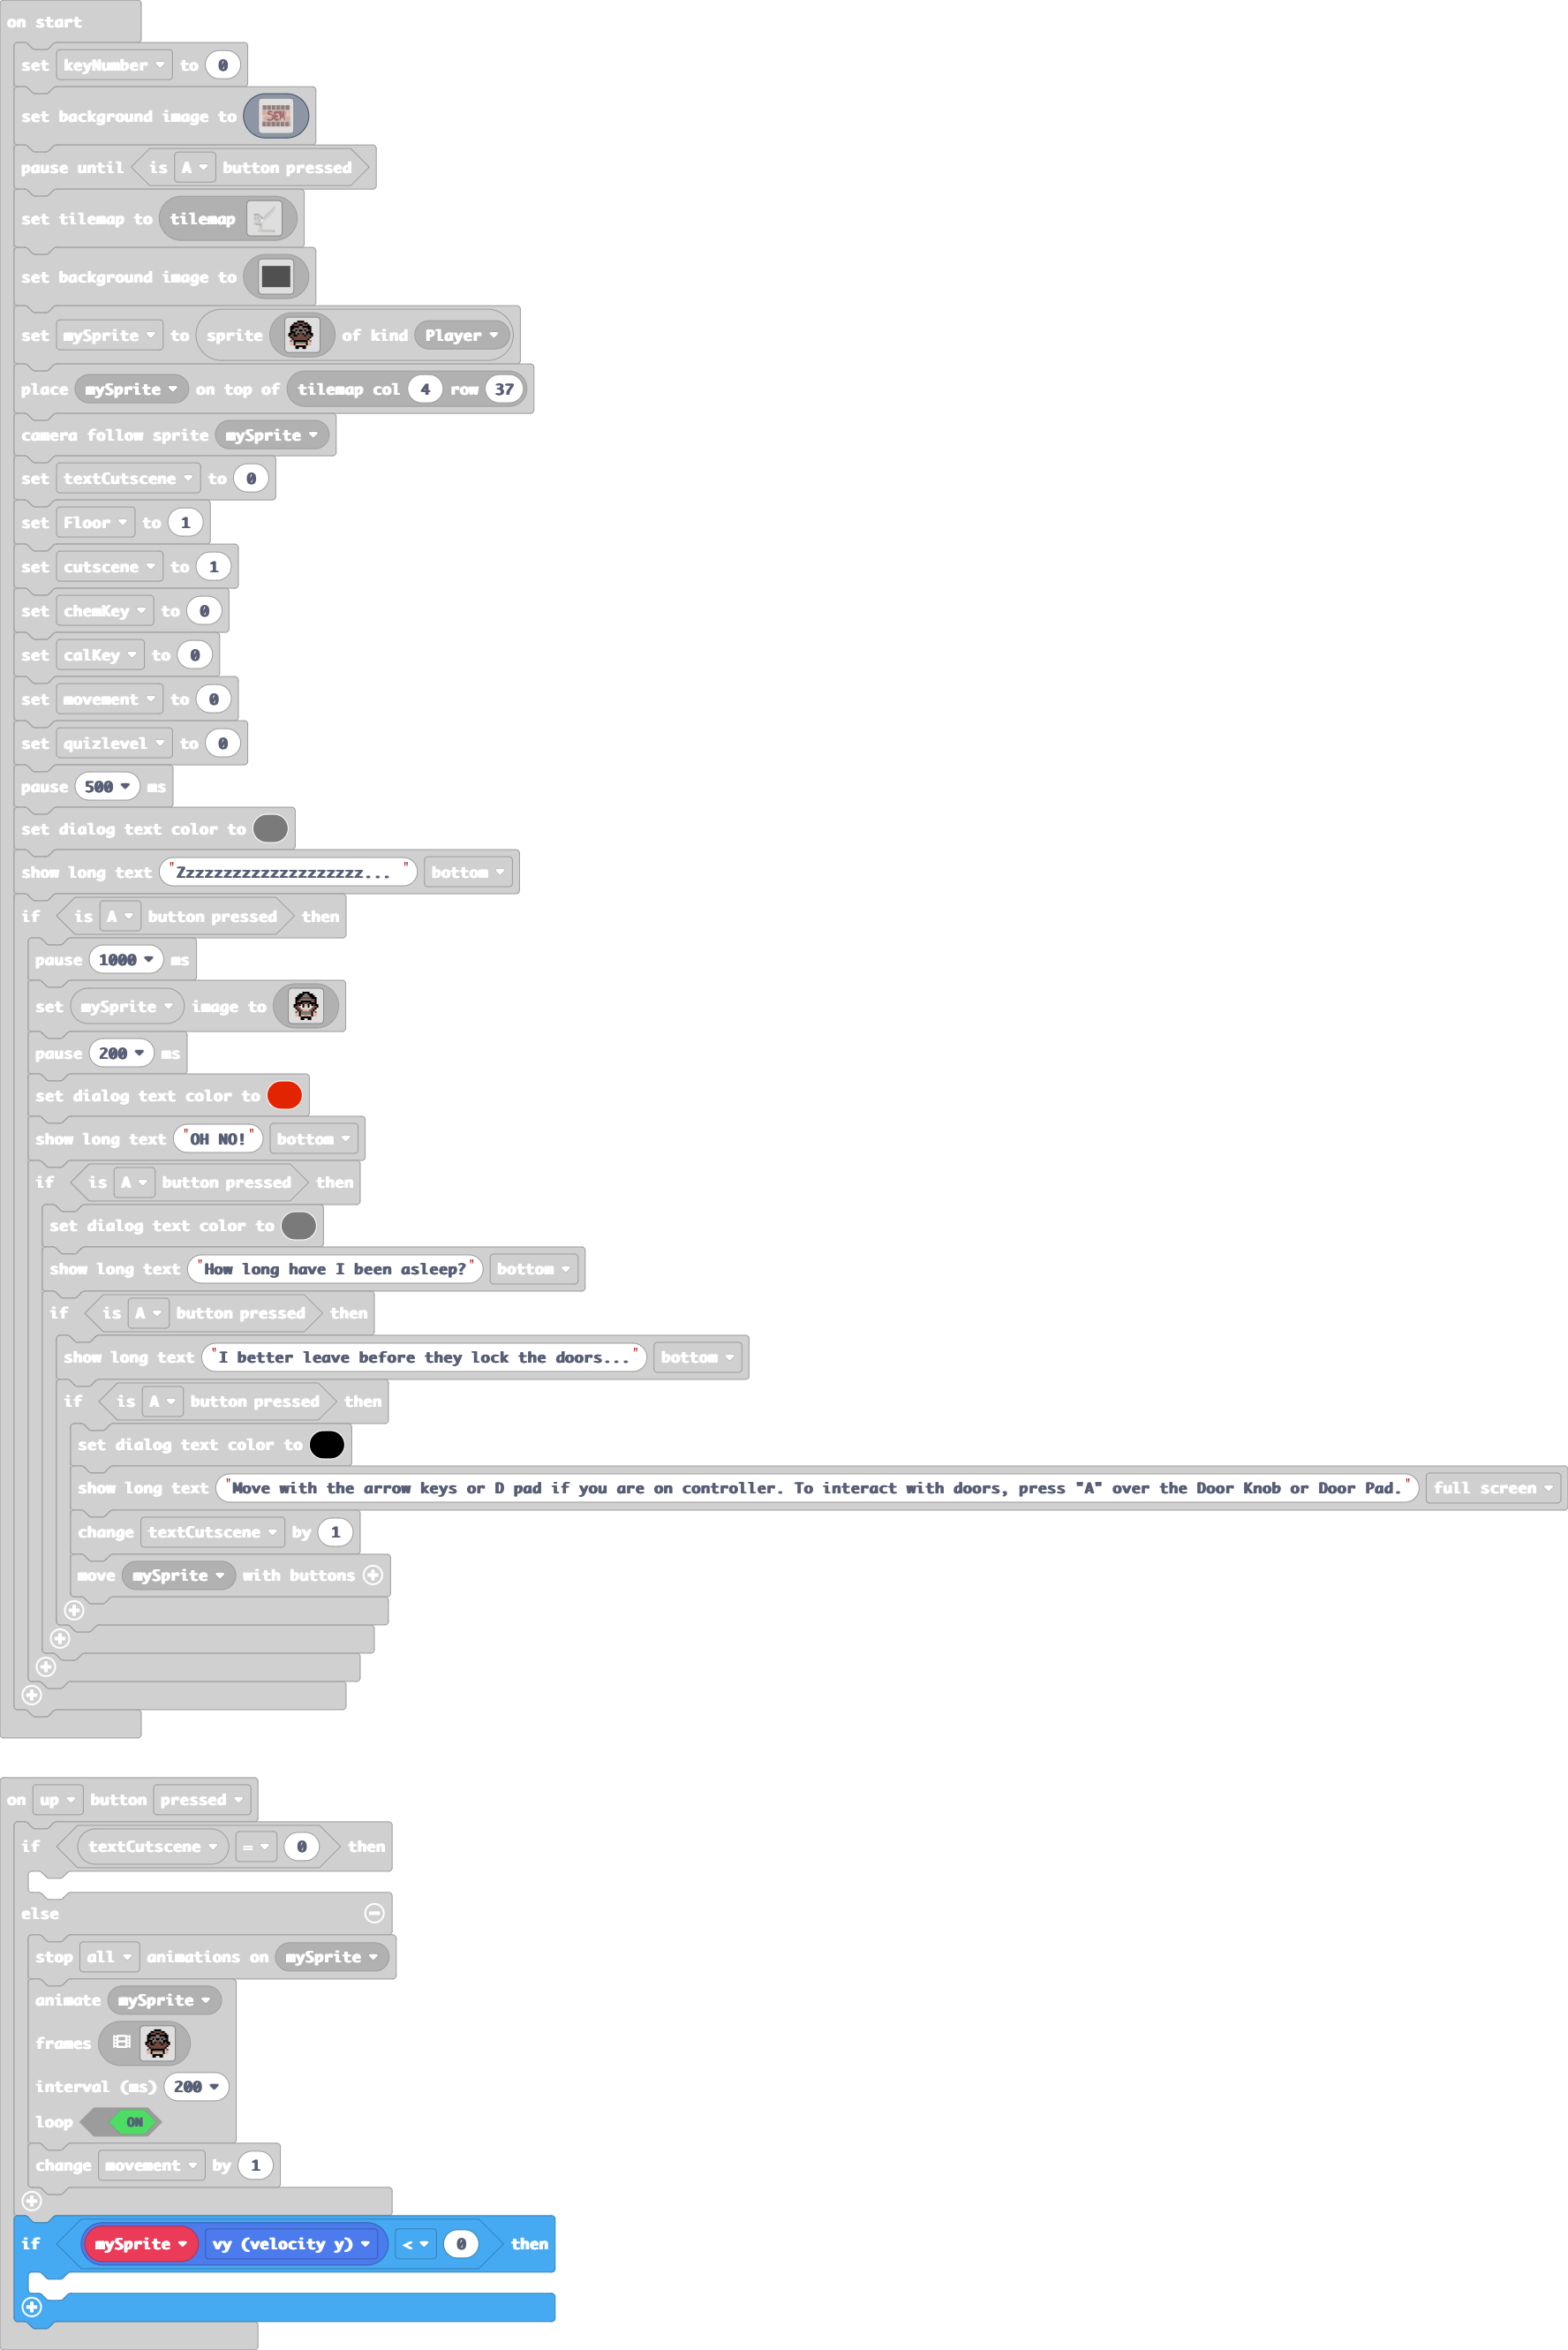 on start
set keyNumber to 0
set background image to SEM
pause until is A button pressed
set tilemap to tilemap
set background image to
set mySprite to sprite of kind Player
place mySprite on top of tilemap col 4 row 37
camera follow sprite mySprite
set textCutscene to 0
set Floor to 1
set cutscene to 1
set chemKey to 0
set calKey to 0
set movement to 0
set quizlevel to 0
pause 500 ms
set dialog text color to
show long text "Zzzzzzzzzzzzzzzzzzzz... " bottom
if is A button pressed then
pause 1000 ms
set mySprite image to
pause 200 ms
set dialog text color to
show long text "OH NO!" bottom
if is A button pressed then
set dialog text color to
show long text "How long have I been asleep?" bottom
if is A button pressed then
show long text "I better leave before they lock the doors..." bottom
if is A button pressed then
set dialog text color to
show long text "Move with the arrow keys or D pad if you are on controller. To interact with doors, press "A" over the Door Knob or Door Pad." full screen
change textCutscene by 1
move mySprite with buttons
on up button pressed
if textCutscene = 0 then
else
stop all animations on mySprite
animate mySprite
frames
interval (ms) 200
loop ON
change movement by 1
if mySprite vy (velocity y) < 0 then